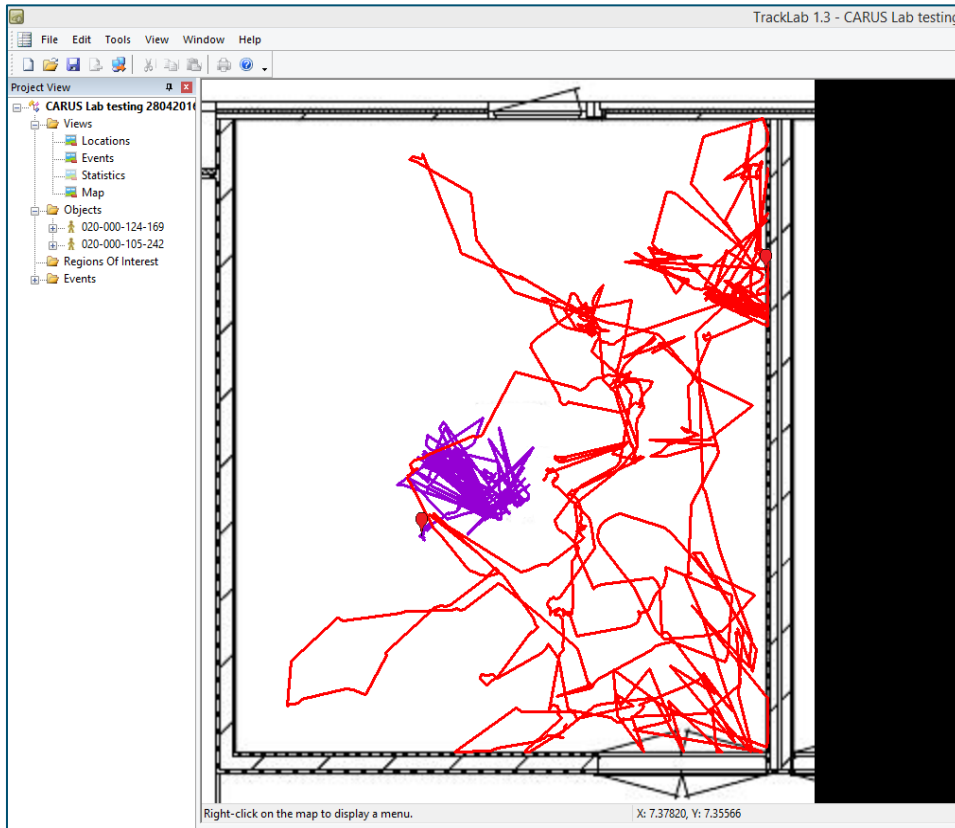 TrackLab 1.3 - CARUS Lab testing
File Edit Tools View Window Help
Project View
CARUS Lab testing 2804201
Views
Locations
Events
Statistics
Map
Objects
020-000-124-169
020-000-105-242
Regions Of Interest
Events
Right-click on the map to display a menu. X: 7.37820, Y: 7.35566